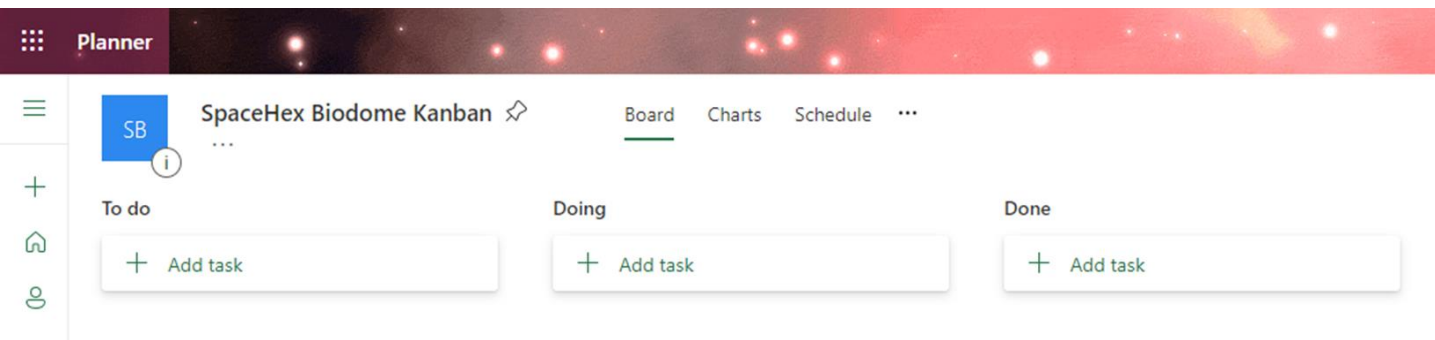 Planner
SB
i
SpaceHex Biodome Kanban
...
Board Charts Schedule ...
To do Doing Done
+ Add task + Add task + Add task